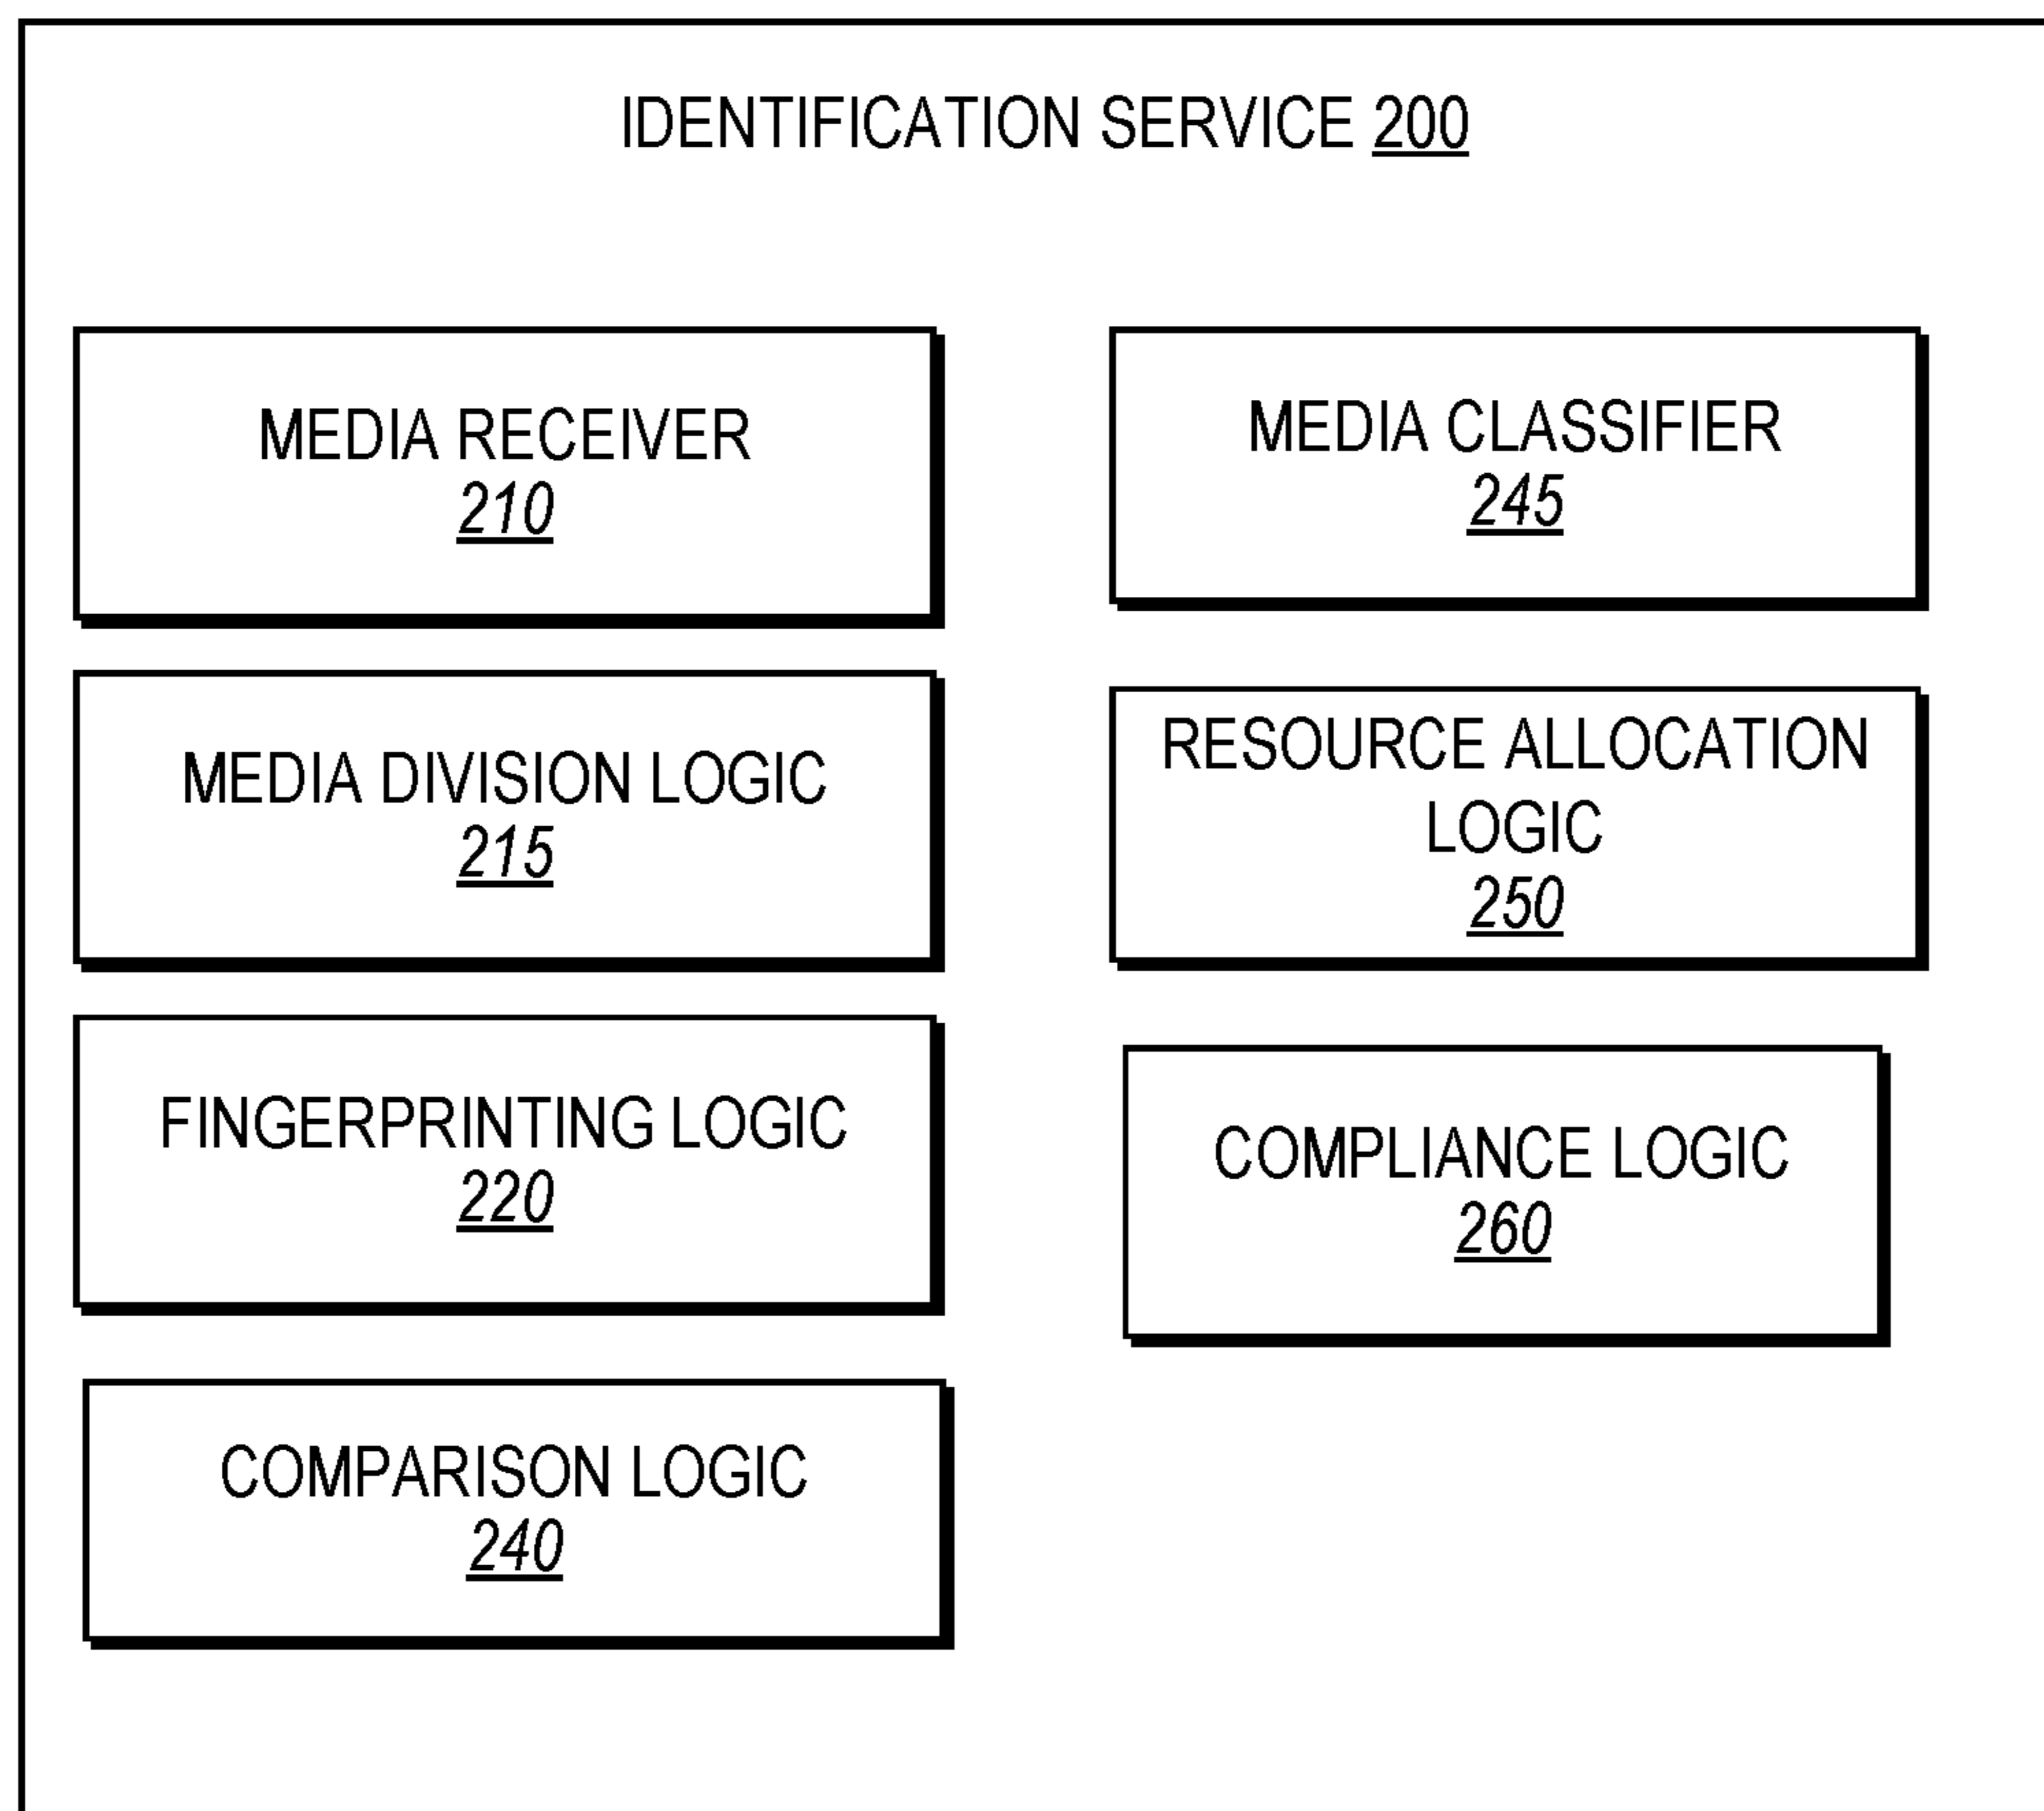 IDENTIFICATION SERVICE 200
MEDIA RECEIVER
210
MEDIA DIVISION LOGIC
215
FINGERPRINTING LOGIC
220
COMPARISON LOGIC
240
MEDIA CLASSIFIER
245
RESOURCE ALLOCATION
LOGIC
250
COMPLIANCE LOGIC
260